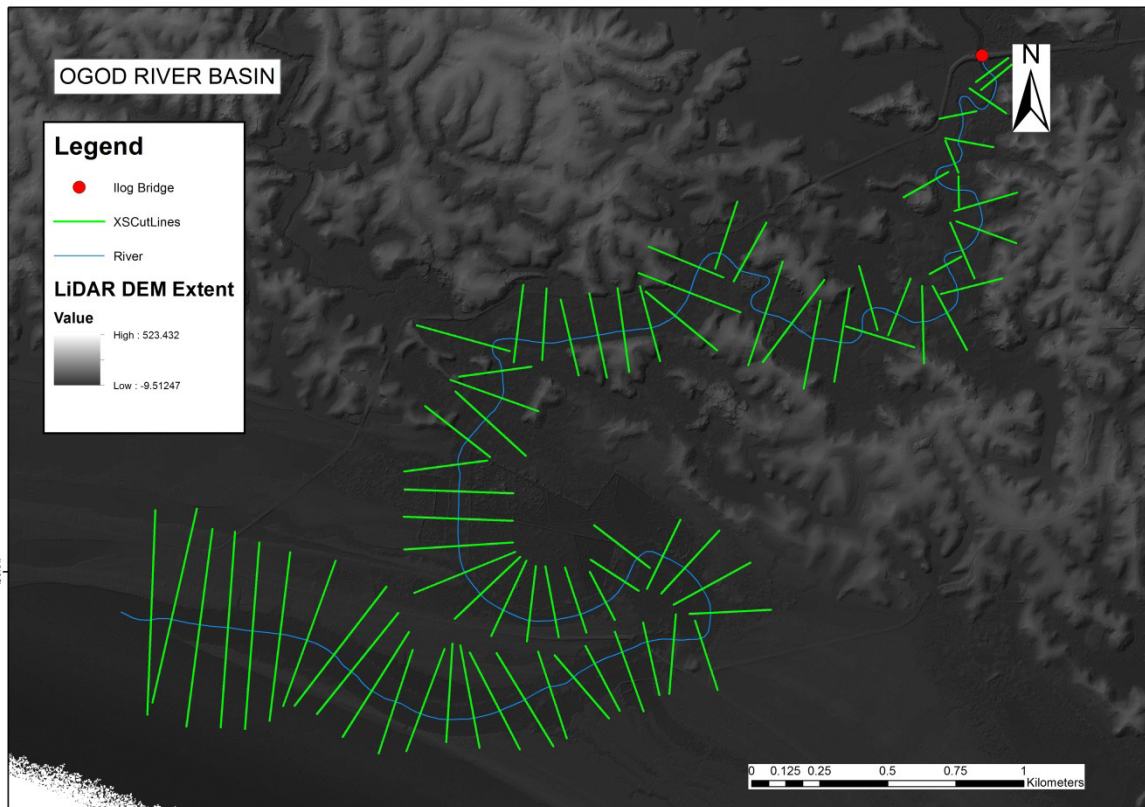 OGOD RIVER BASIN
N
Legend
Ilog Bridge
XSCutLines
River
LiDAR DEM Extent
Value
High : 523.432
Low : -9.51247
0 0.125 0.25 0.5 0.75 1
Kilometers